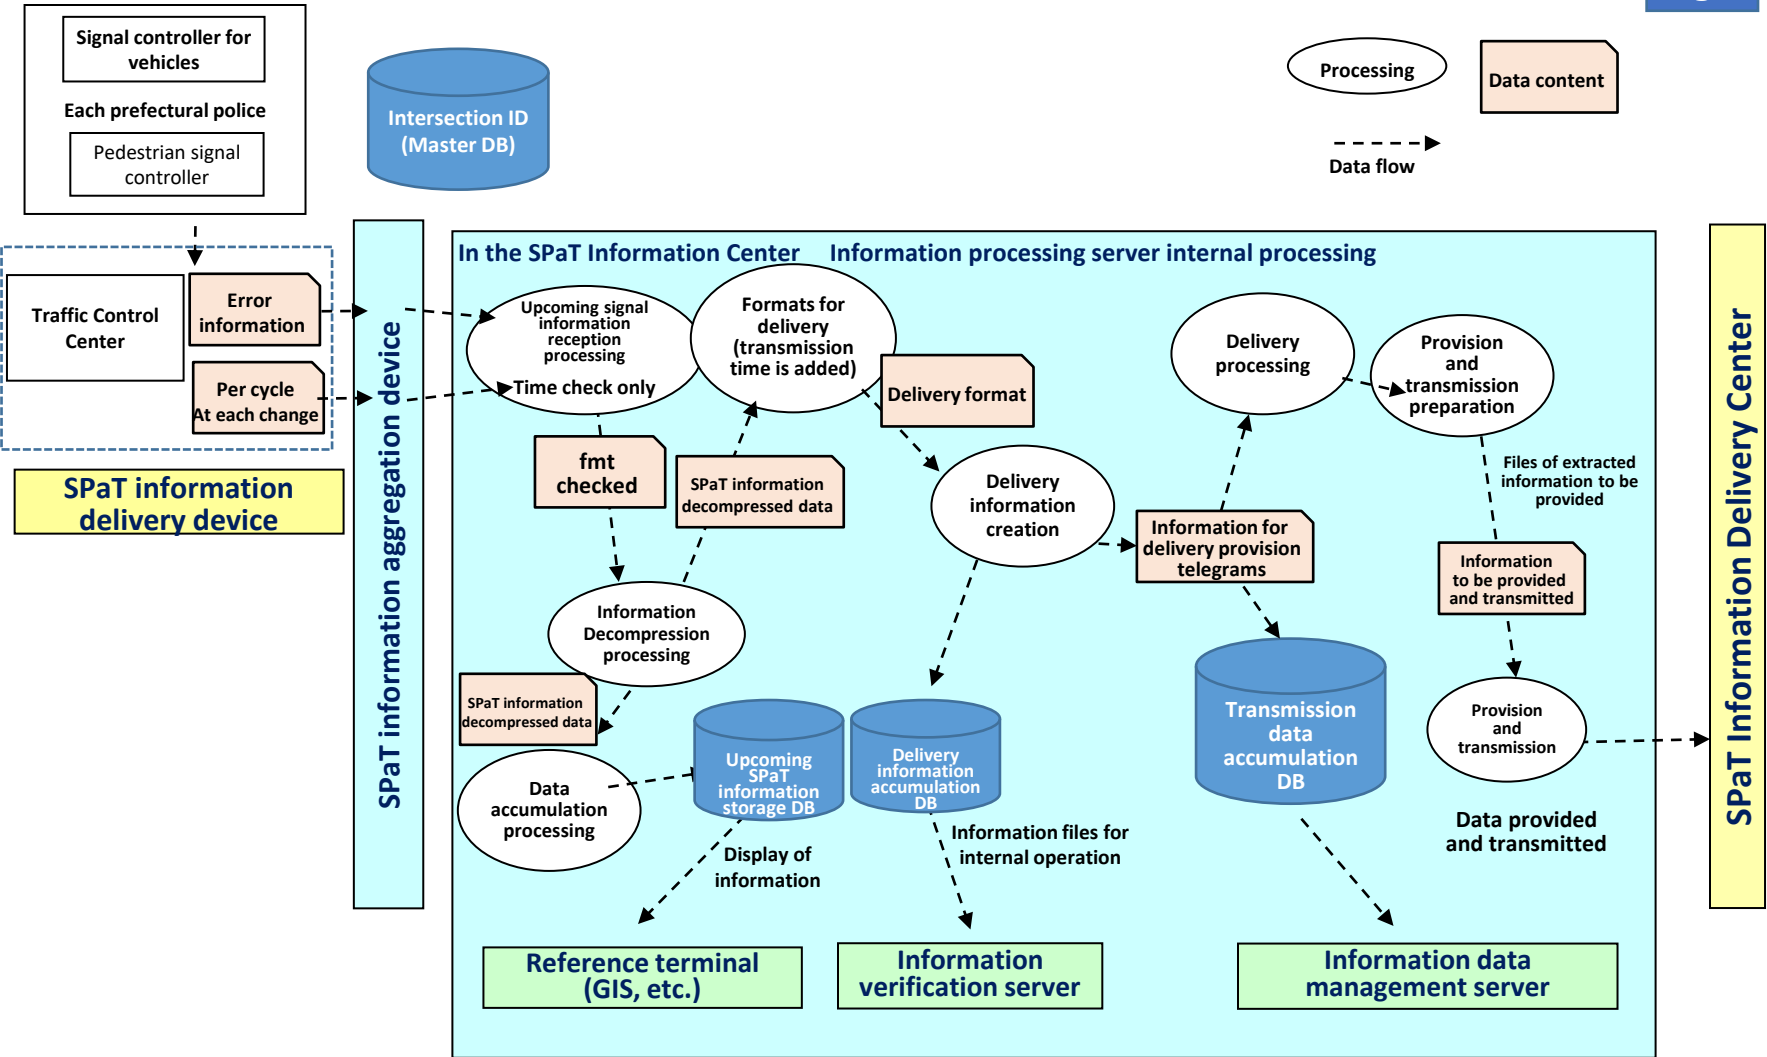 Signal controller for
vehicles
Each prefectural police
Pedestrian signal
controller
Intersection ID
(Master DB)
Processing
Data content
Data flow
Traffic Control
Center
Error
information
Per cycle
At each change
SPaT information
delivery device
SPaT information aggregation device
In the SPaT Information Center Information processing server internal processing
Upcoming signal
information
reception
processing
Time check only
Formats for
delivery
(transmission
time is added)
Delivery format
fmt
checked
SPaT information
decompressed data
Information
Decompression
processing
SPaT information
decompressed data
Data
accumulation
processing
Upcoming
SPaT
information
storage DB
Delivery
information
accumulation
DB
Delivery
information
creation
Information for
delivery provision
telegrams
Delivery
processing
Provision
and
transmission
preparation
Files of extracted
information to be
provided
Information
to be provided
and transmitted
Transmission
data
accumulation
DB
Provision
and
transmission
Data provided
and transmitted
Display of
information
Information files for
internal operation
Reference terminal
(GIS, etc.)
Information
verification server
Information data
management server
SPaT Information Delivery Center